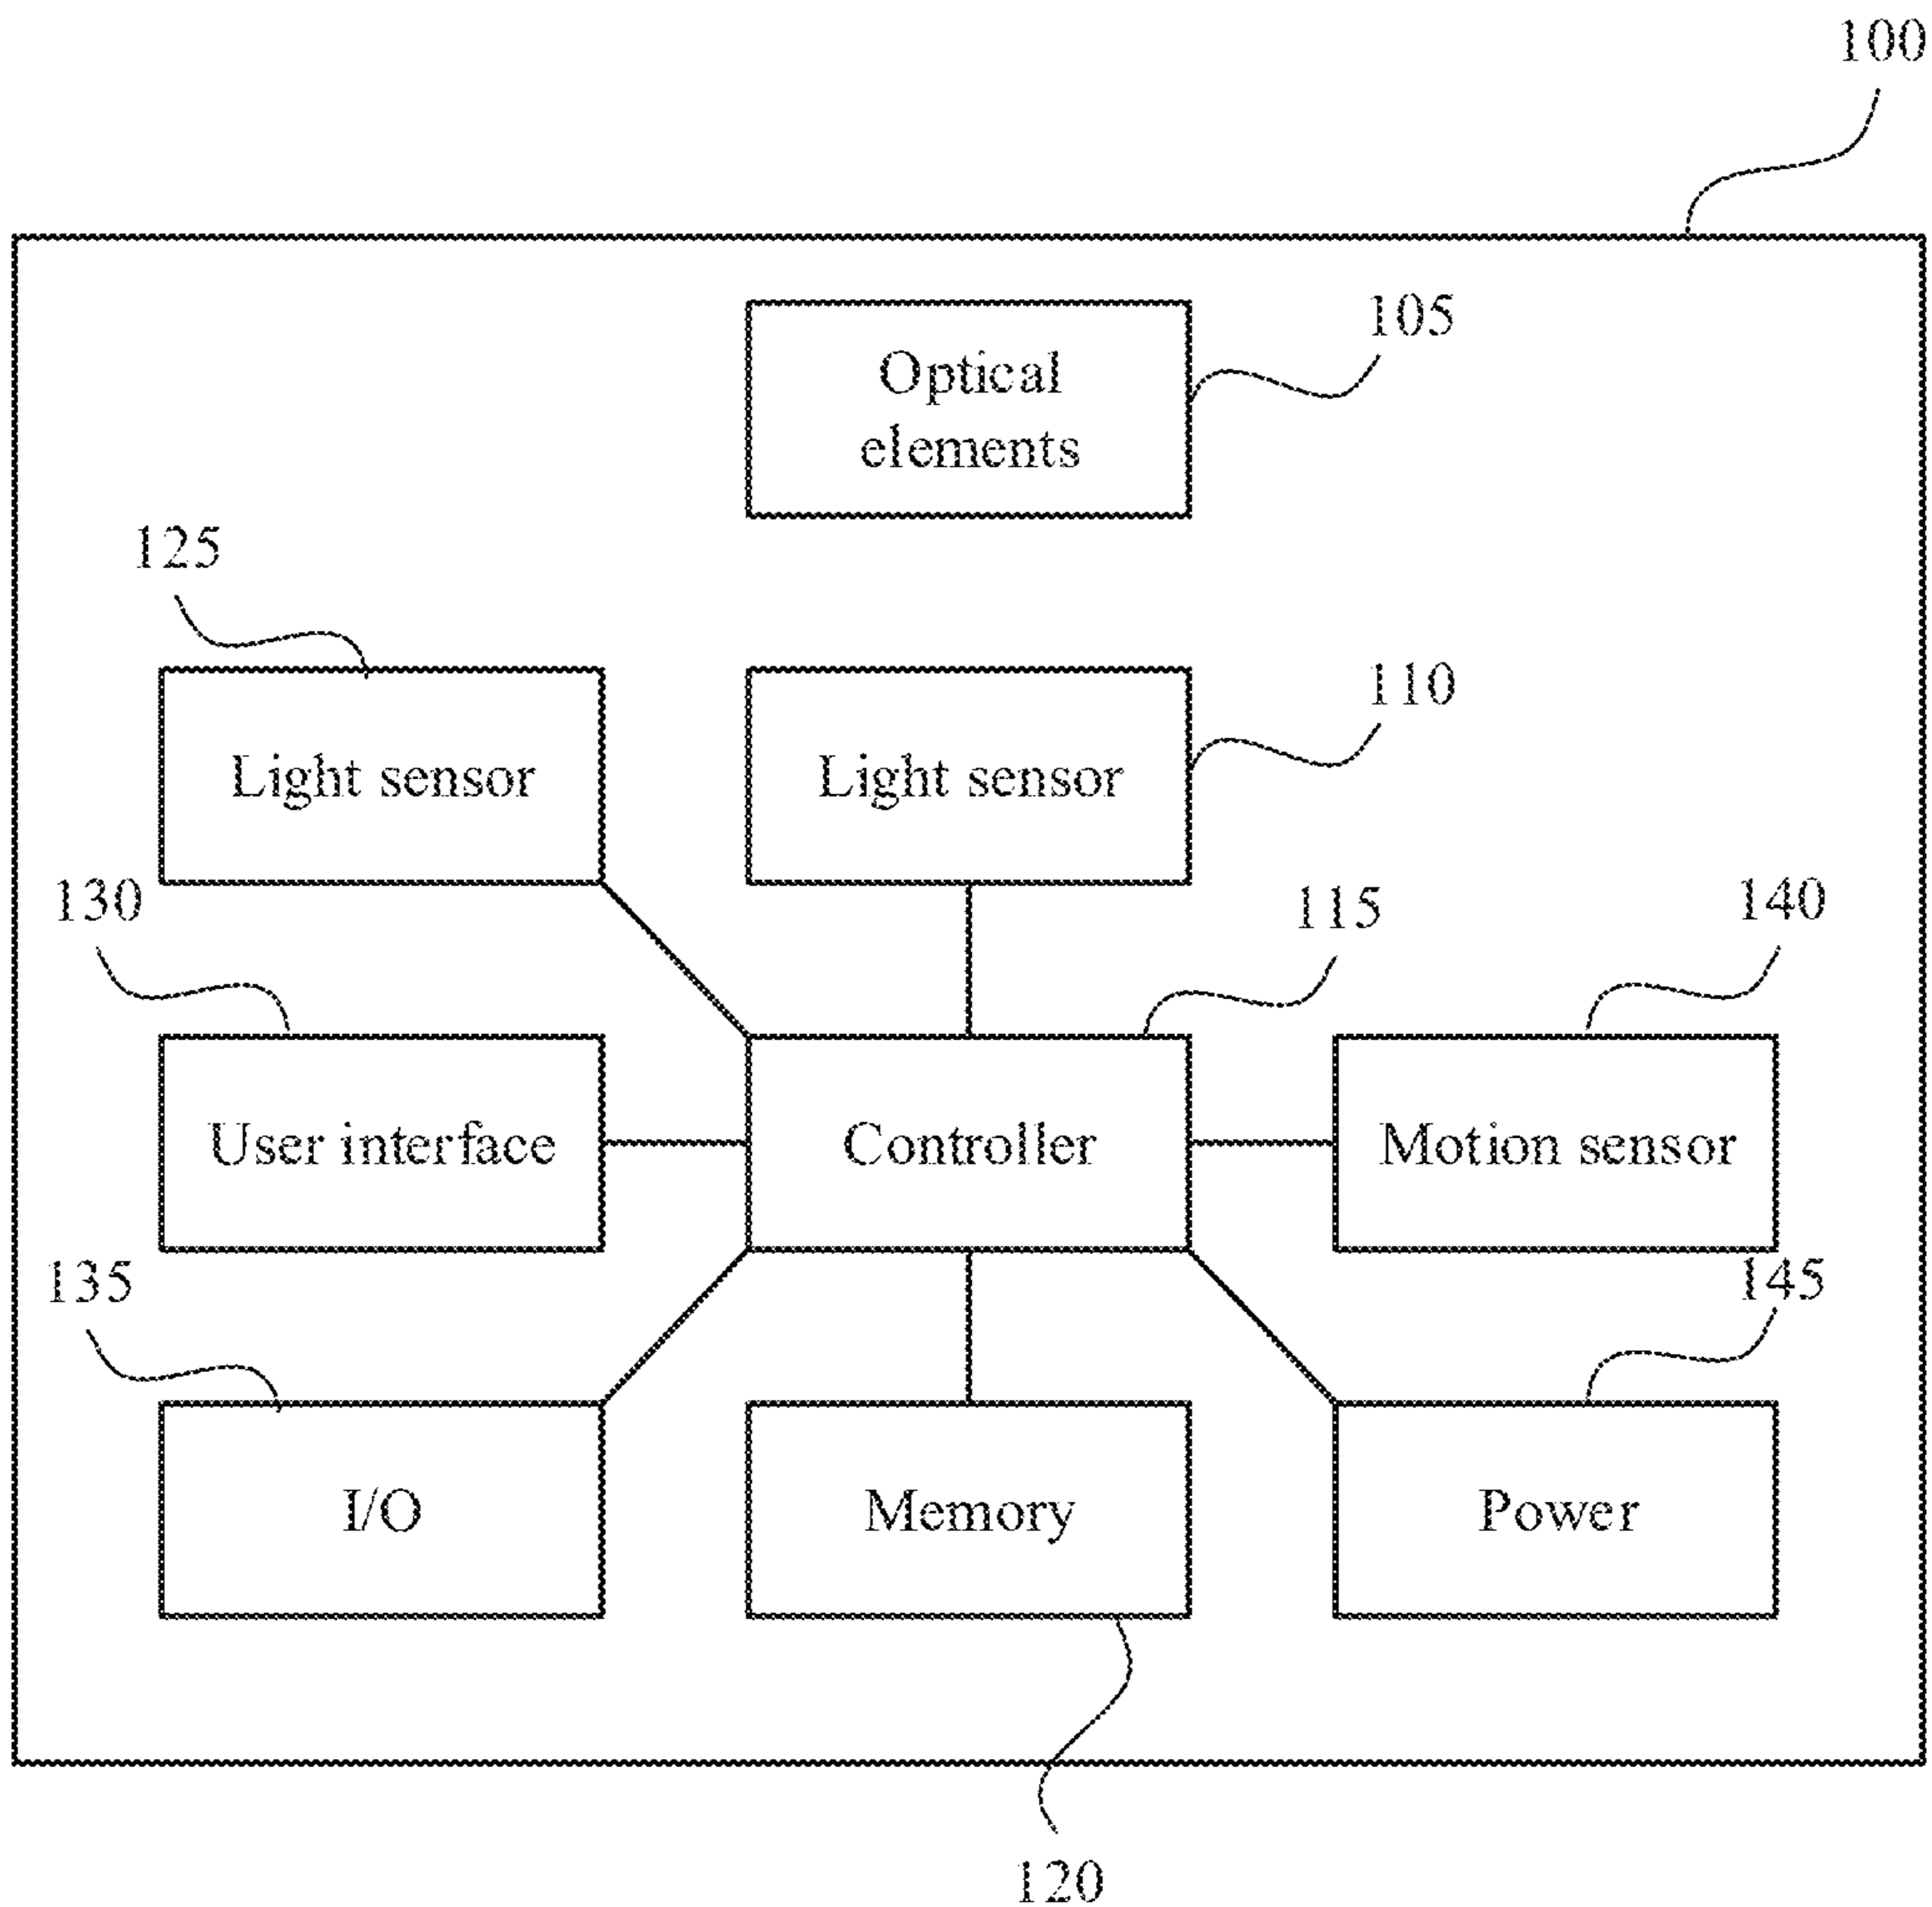 100
105
Optical
elements
125
110
Light sensor
Light sensor
130
115
140
User interface
Controller
Motion sensor
135
145
I/O
Memory
Power
120